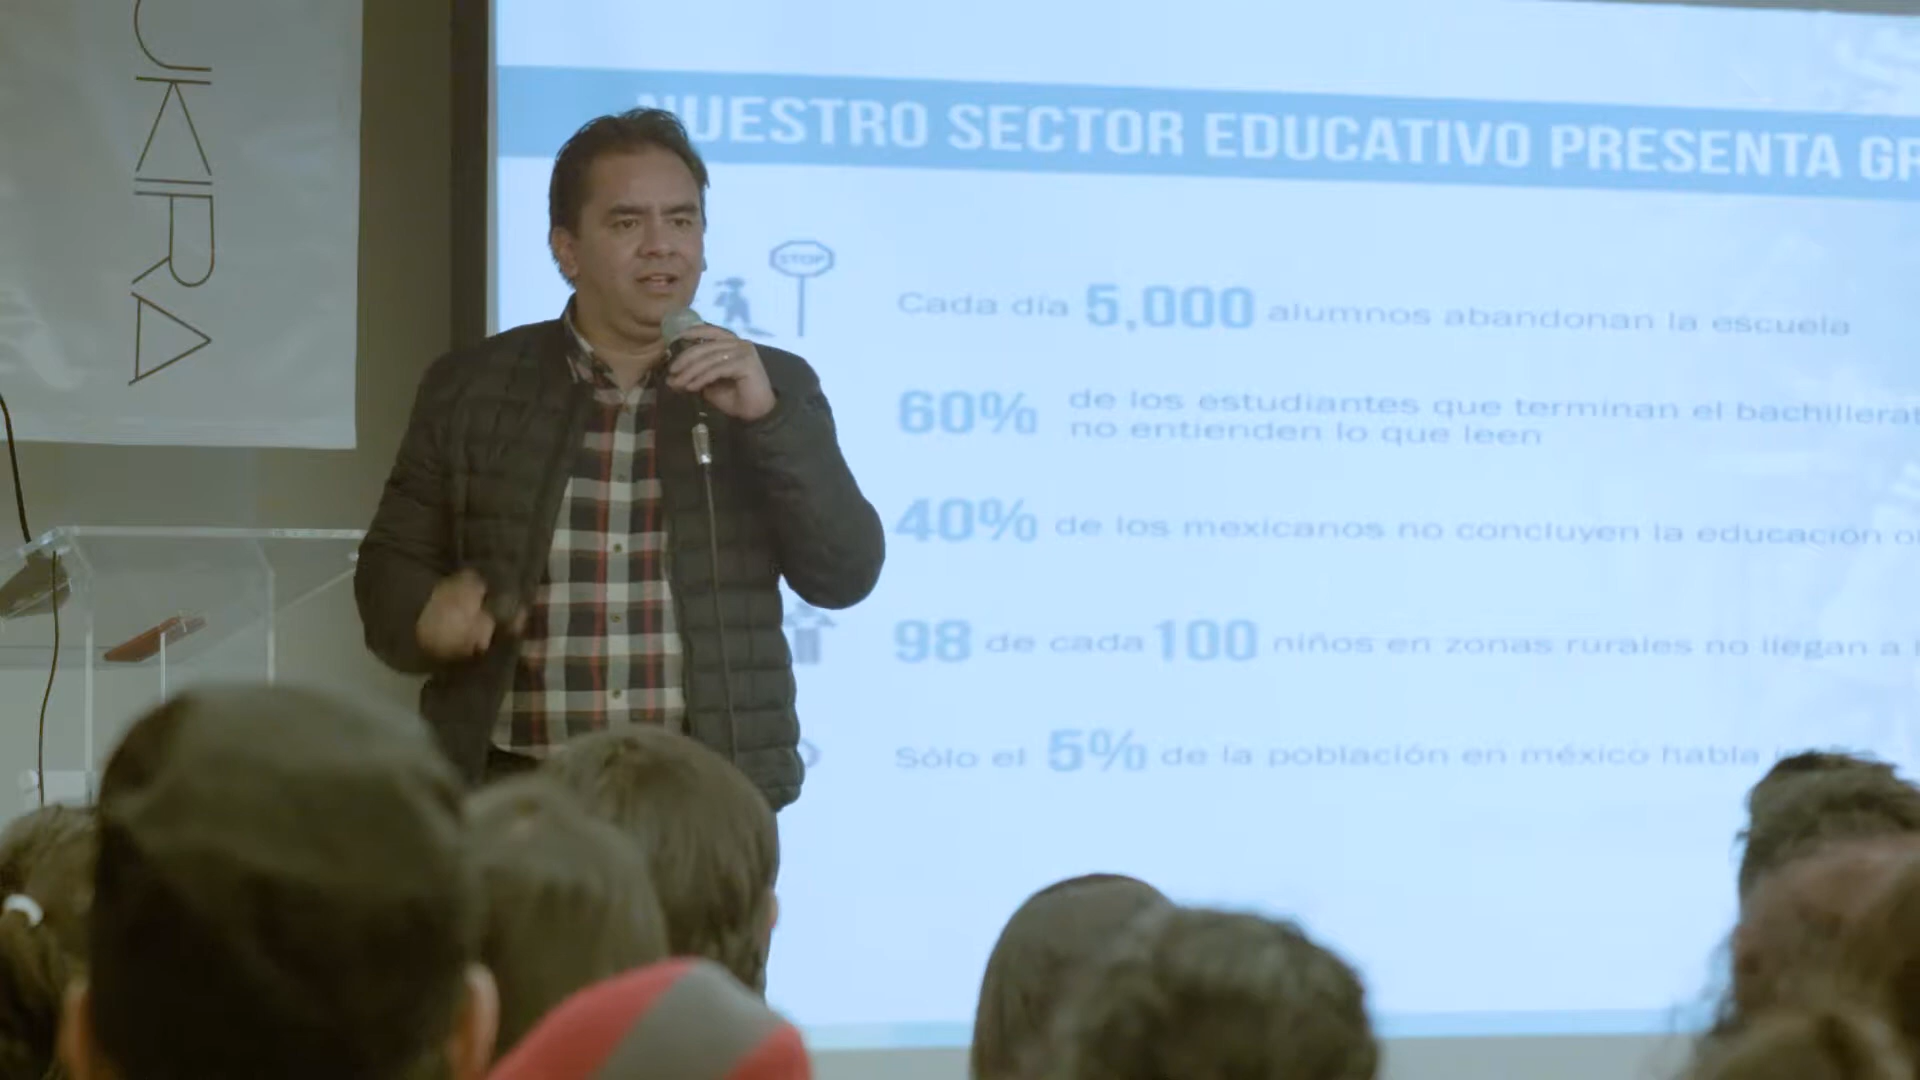 UKIRA
NUESTRO SECTOR EDUCATIVO PRESENTA GR
STOP
Cada día 5,000 alumnos abandonan la escuela
60% de los estudiantes que terminan el bachillerat
no entienden lo que leen
40% de los mexicanos no concluyen la educación
98 de cada 100 niños en zonas rurales no llegan a
Sólo el 5% de la población en méxico habla